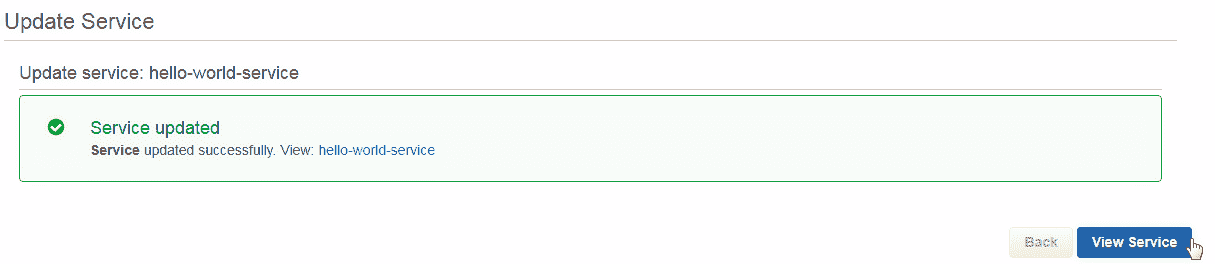 Update Service
Update service: hello-world-service
Service updated
Service updated successfully. View: hello-world-service
Back
View Service